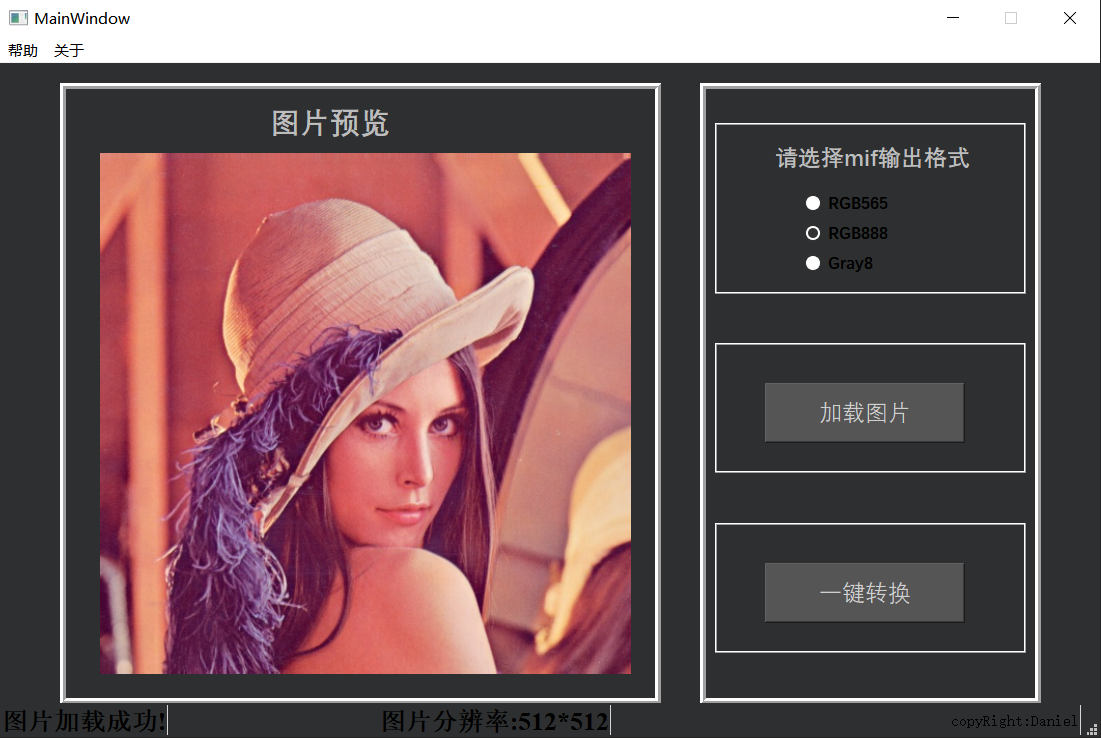 MainWindow
帮助 关于
图片预览
请选择mif输出格式
RGB565
RGB888
Gray8
加载图片
一键转换
图片加载成功!
图片分辨率:512*512
copyRight:Daniel